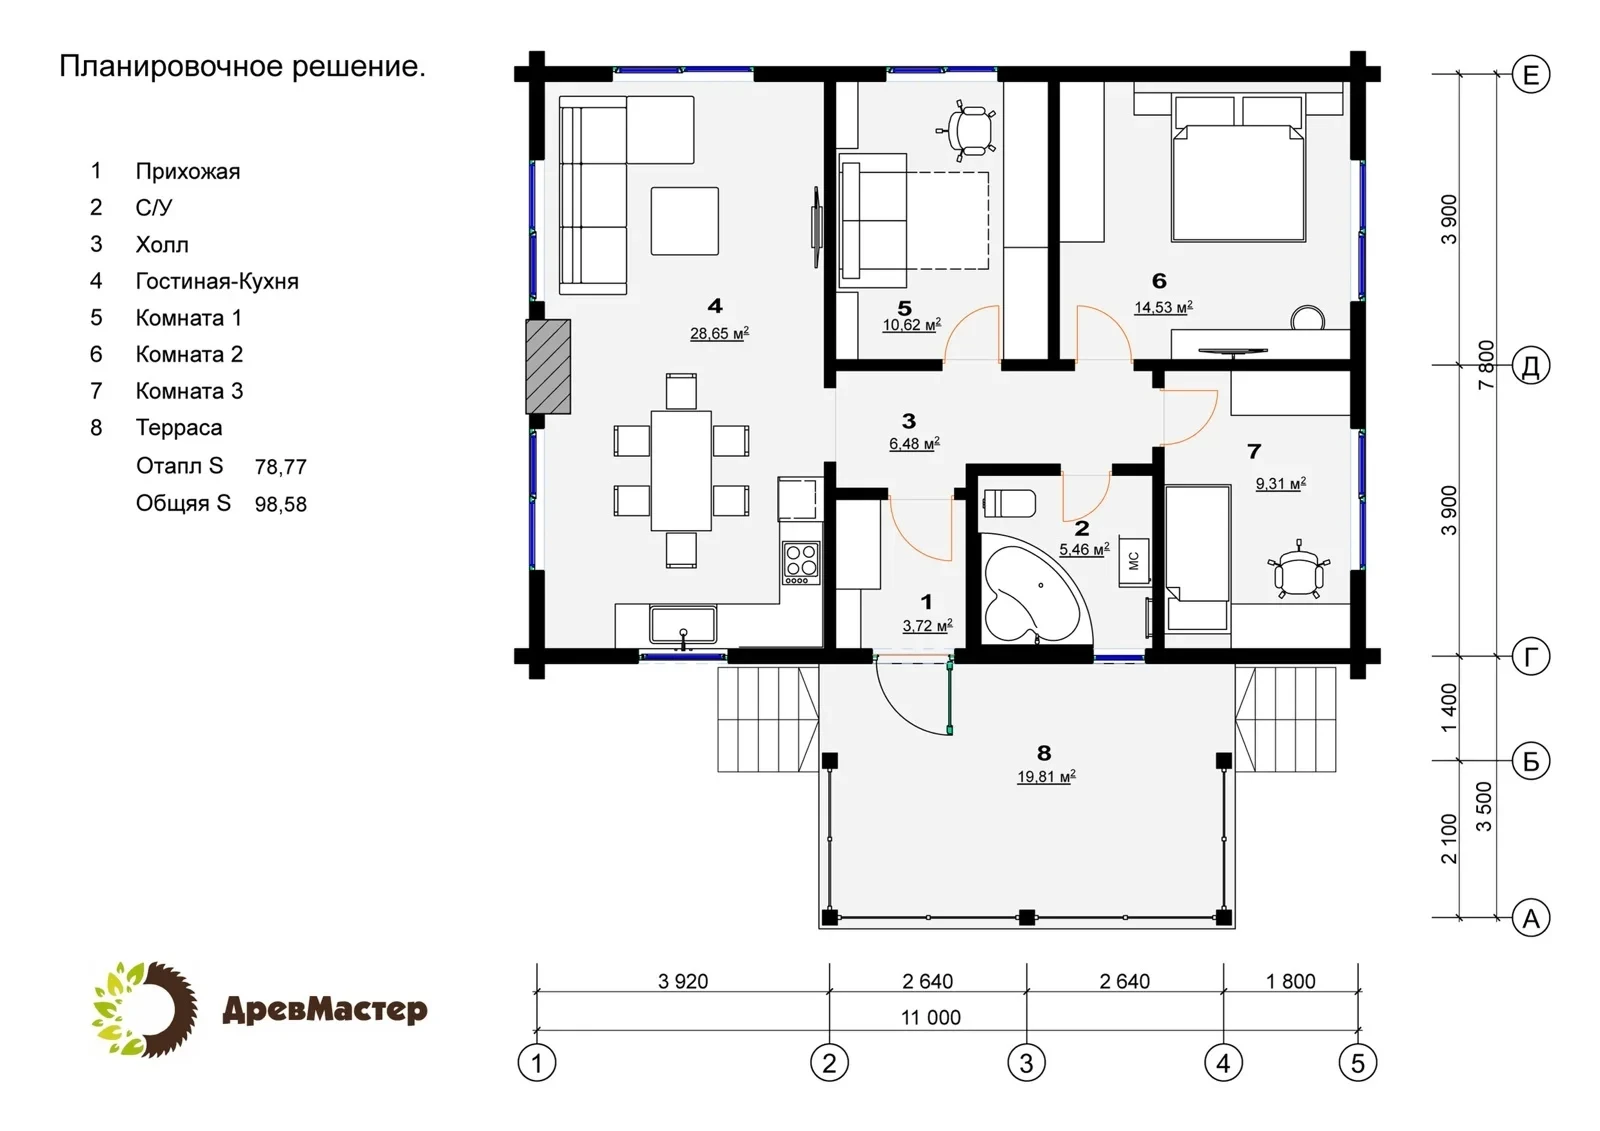 Планировочное решение.
1 Прихожая
2 С/У
3 Холл
4 Гостиная-Кухня
5 Комната 1
6 Комната 2
7 Комната 3
8 Терраса
Отапл S 78,77
Общяя S 98,58
4
28,65 м²
5
10,62 м²
6
14,53 м²
3
6,48 м²
7
9,31 м²
2
5,46 м²
МС
1
3,72 м²
8
19,81 м²
Е
3 900
Д
7 800
3 900
Г
1 400
Б
3 500
2 100
А
3 920
2 640
2 640
1 800
11 000
1
2
3
4
5
ДревМастер